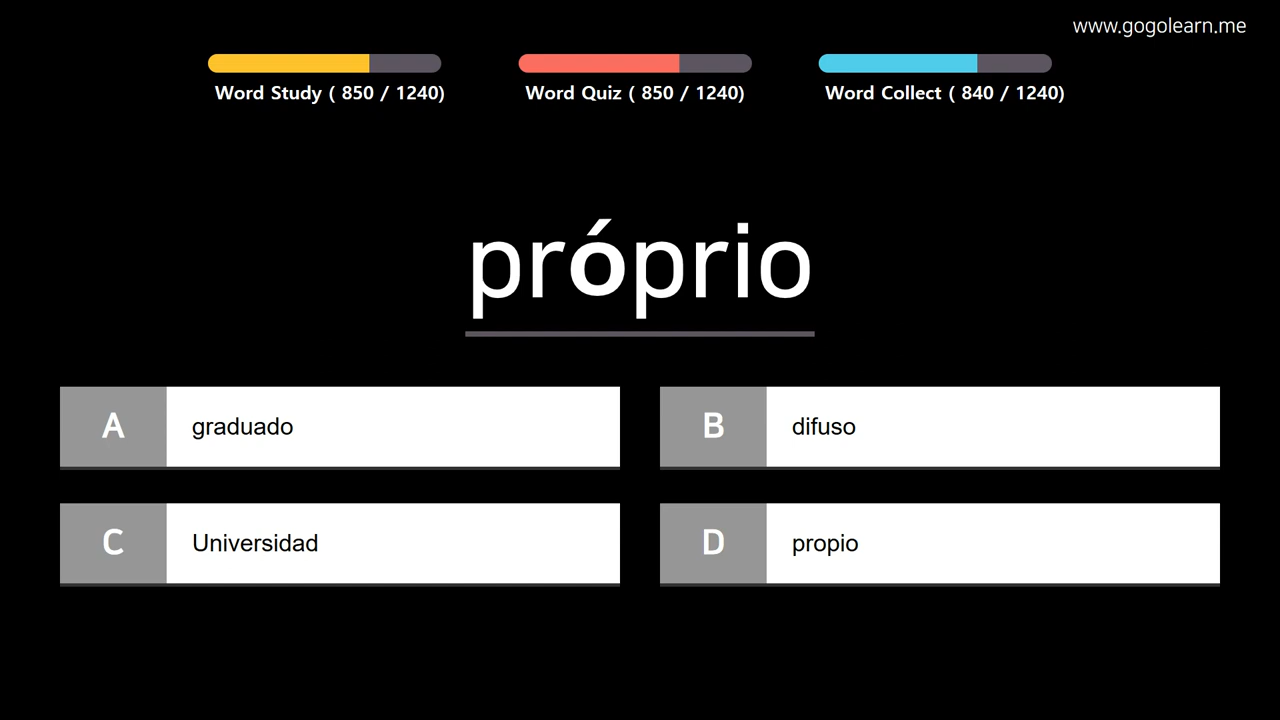 www.gogolearn.me
Word Study ( 850 / 1240)
Word Quiz ( 850 / 1240)
Word Collect ( 840 / 1240)
próprio
A graduado
B difuso
C Universidad
D propio